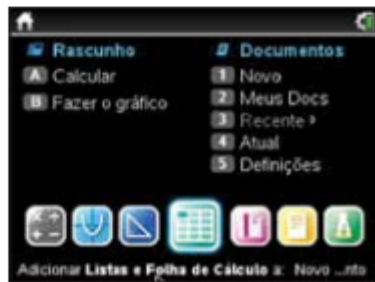 Rascunho
A Calcular
B Fazer o gráfico
Documentos
1 Novo
2 Meus Docs
3 Recente
4 Atual
5 Definições
Adicionar Listas e Folha de Cálculo a: Novo ...nto